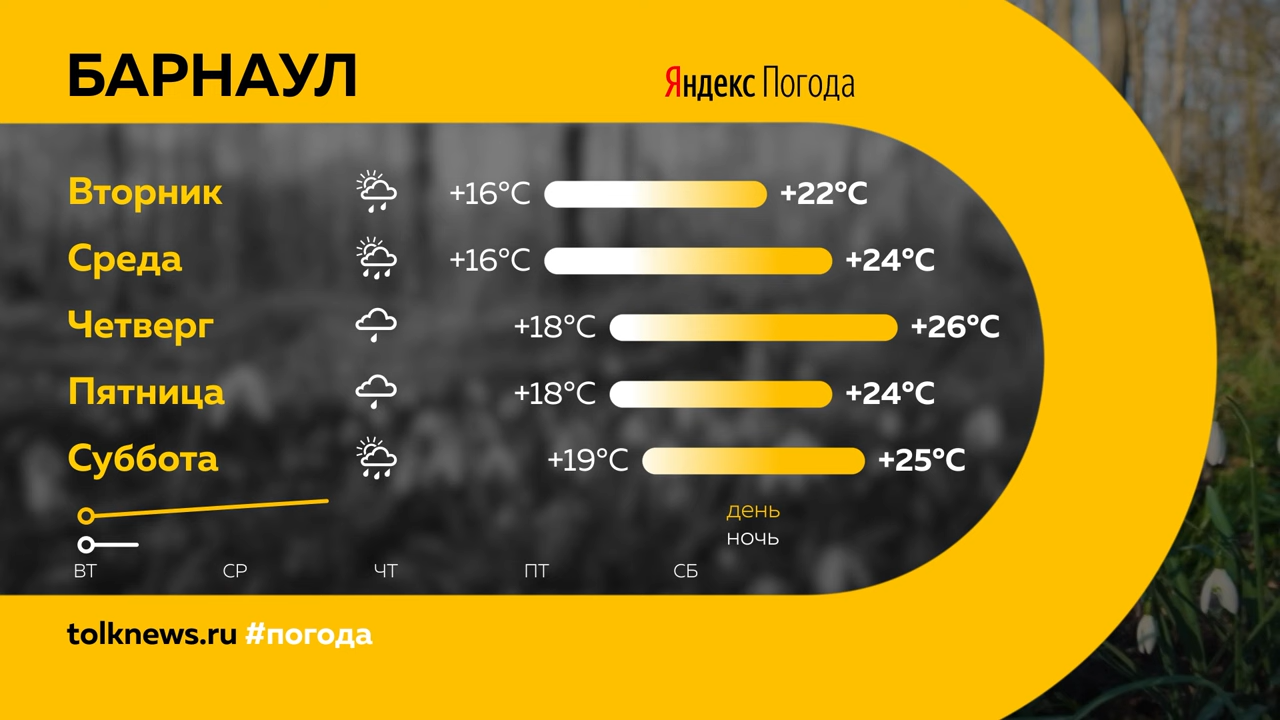 БАРНАУЛ
Яндекс Погода
Вторник +16°C +22°C
Среда +16°C +24°C
Четверг +18°C +26°C
Пятница +18°C +24°C
Суббота +19°C +25°C
день
ночь
ВТ СР ЧТ ПТ СБ
tolknews.ru #погода